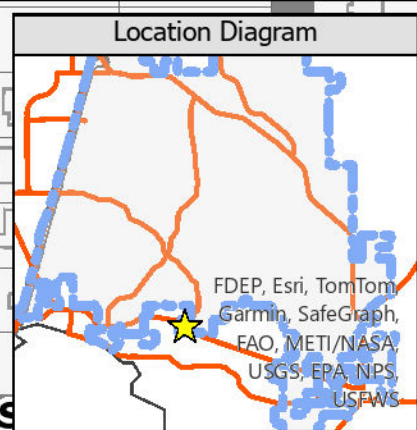 Location Diagram
FDEP, Esri, TomTom,
Garmin, SafeGraph,
FAO, METI/NASA,
USGS, EPA, NPS,
USFWS